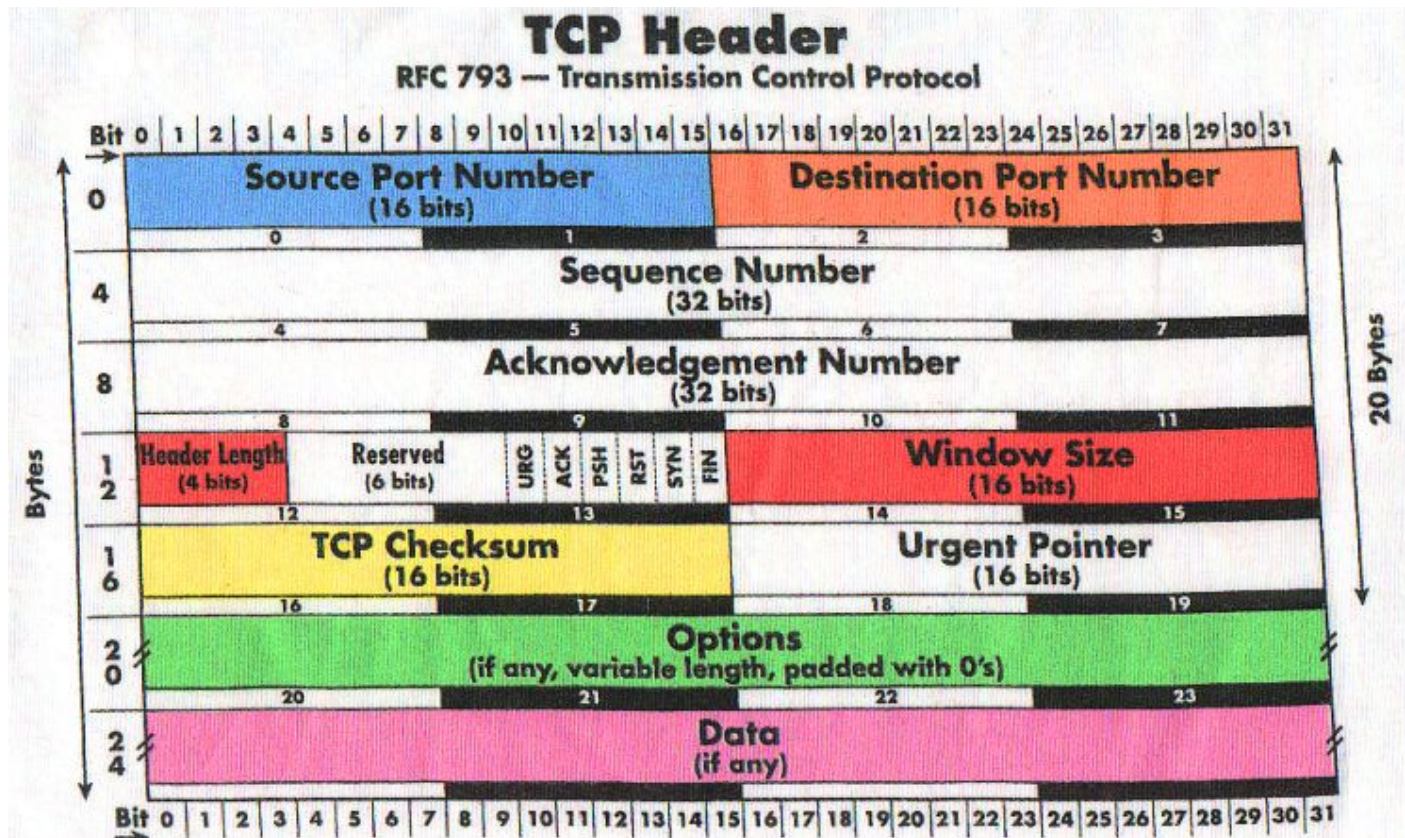 TCP Header
RFC 793 — Transmission Control Protocol
Bit 0 1 2 3 4 5 6 7 8 9 10 11 12 13 14 15 16 17 18 19 20 21 22 23 24 25 26 27 28 29 30 31
0
Source Port Number
(16 bits)
Destination Port Number
(16 bits)
0 1 2 3
4
Sequence Number
(32 bits)
4 5 6 7
8
Acknowledgement Number
(32 bits)
8 9 10 11
12
Header Length
(4 bits)
Reserved
(6 bits)
URG
ACK
PSH
RST
SYN
FIN
Window Size
(16 bits)
12 13 14 15
16
TCP Checksum
(16 bits)
Urgent Pointer
(16 bits)
16 17 18 19
20
Options
(if any, variable length, padded with 0's)
20 21 22 23
24
Data
(if any)
Bit 0 1 2 3 4 5 6 7 8 9 10 11 12 13 14 15 16 17 18 19 20 21 22 23 24 25 26 27 28 29 30 31
Bytes
20 Bytes